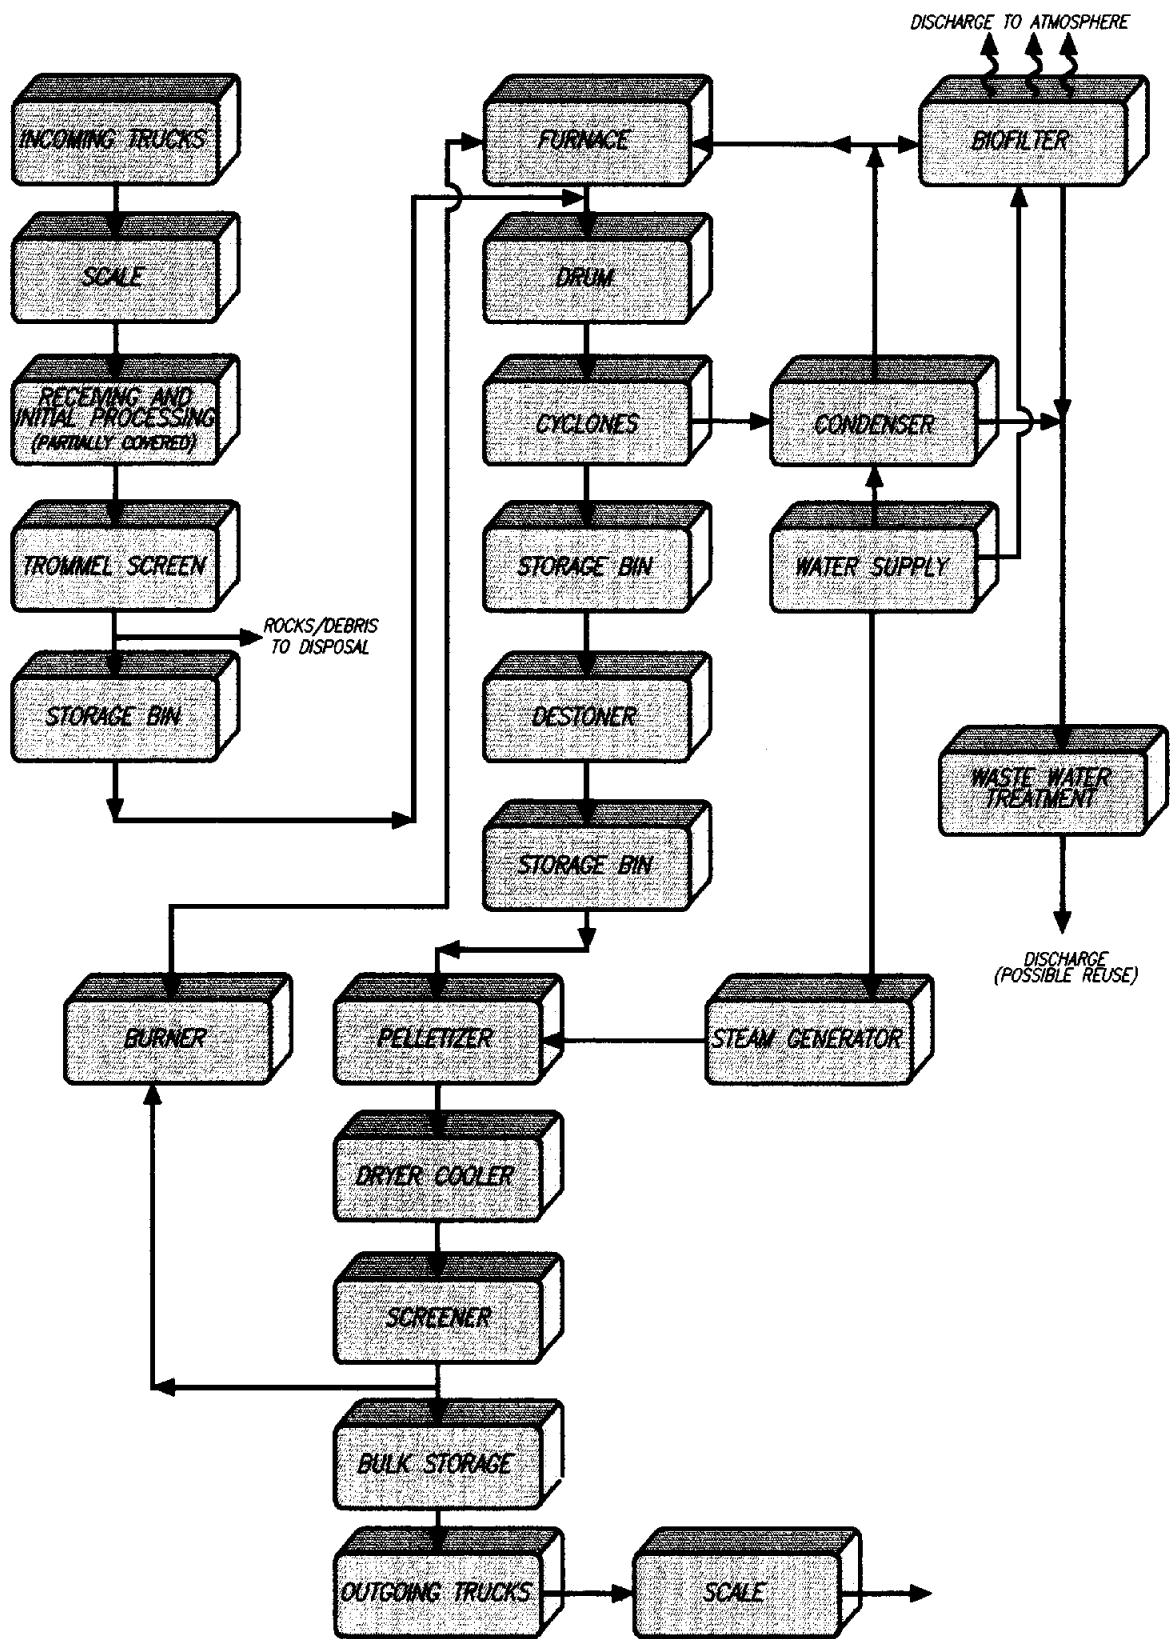 DISCHARGE TO ATMOSPHERE
INCOMING TRUCKS
SCALE
RECEIVING AND
INITIAL PROCESSING
(PARTIALLY COVERED)
TROMMEL SCREEN
ROCKS/DEBRIS
TO DISPOSAL
STORAGE BIN
FURNACE
DRUM
CYCLONES
STORAGE BIN
DESTONER
STORAGE BIN
BIOFILTER
CONDENSER
WATER SUPPLY
WASTE WATER
TREATMENT
DISCHARGE
(POSSIBLE REUSE)
BURNER
PELLETIZER
STEAM GENERATOR
DRYER COOLER
SCREENER
BULK STORAGE
OUTGOING TRUCKS
SCALE